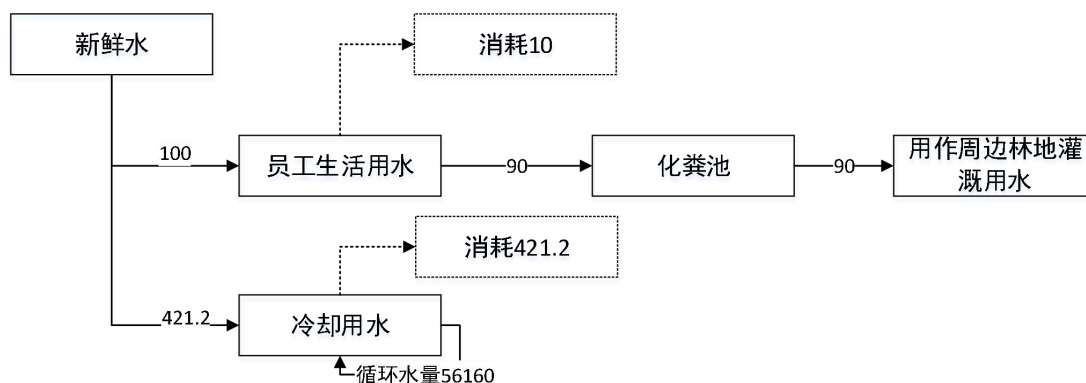 新鲜水
消耗10
100
员工生活用水
90
化粪池
90
用作周边林地灌
溉用水
消耗421.2
421.2
冷却用水
循环水量56160